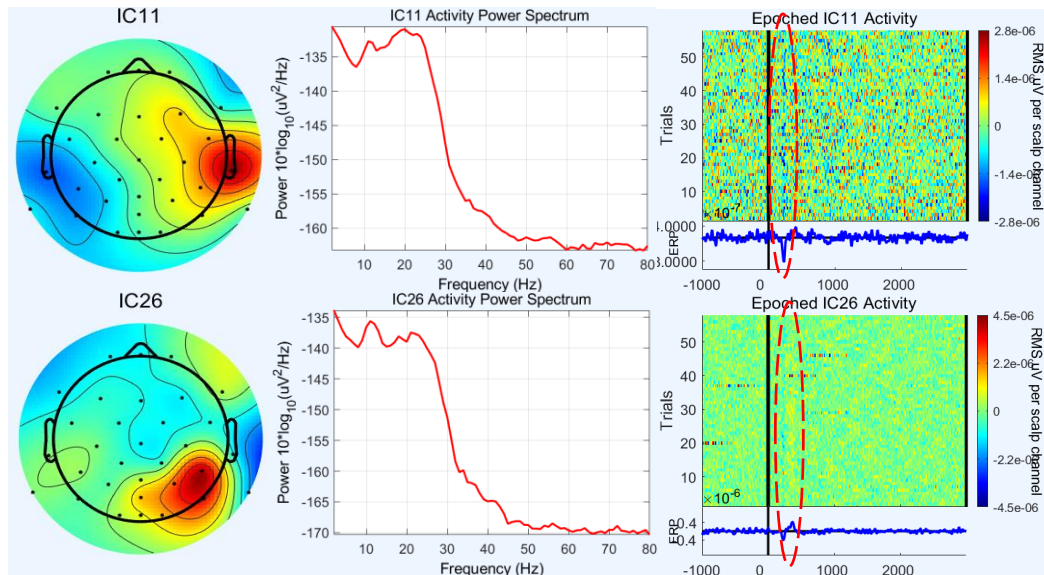 IC11
IC11 Activity Power Spectrum
-135
-140
-145
-150
-155
-160
10 20 30 40 50 60 70 80
Power 10*log10(uV2/Hz)
Frequency (Hz)
Epoched IC11 Activity
50
40
30
20
10
Trials
2.8e-06
1.4e-06
0
-1.4e-06
-2.8e-06
RMS uV per scalp channel
ERP
-1000 0 1000 2000
IC26
IC26 Activity Power Spectrum
-135
-140
-145
-150
-155
-160
-165
-170
10 20 30 40 50 60 70 80
Power 10*log10(uV2/Hz)
Frequency (Hz)
Epoched IC26 Activity
50
40
30
20
10
Trials
×10-6
4.5e-06
2.2e-06
0
-2.2e-06
-4.5e-06
RMS uV per scalp channel
0.4
0.4
ERP
-1000 0 1000 2000